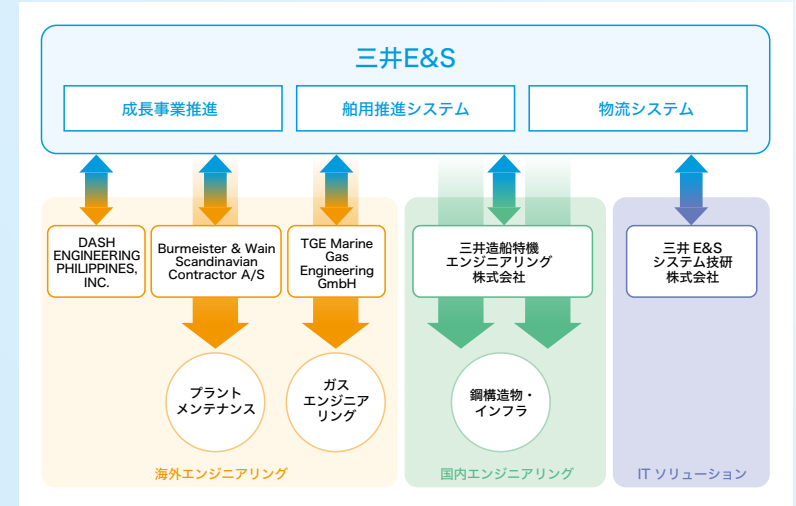 三井E&S
成長事業推進
舶用推進システム
物流システム
DASH
ENGINEERING
PHILIPPINES,
INC.
Burmeister & Wain
Scandinavian
Contractor A/S
TGE Marine
Gas
Engineering
GmbH
三井造船特機
エンジニアリング
株式会社
三井 E&S
システム技研
株式会社
プラント
メンテナンス
ガス
エンジニア
リング
鋼構造物・
インフラ
海外エンジニアリング
国内エンジニアリング
IT ソリューション